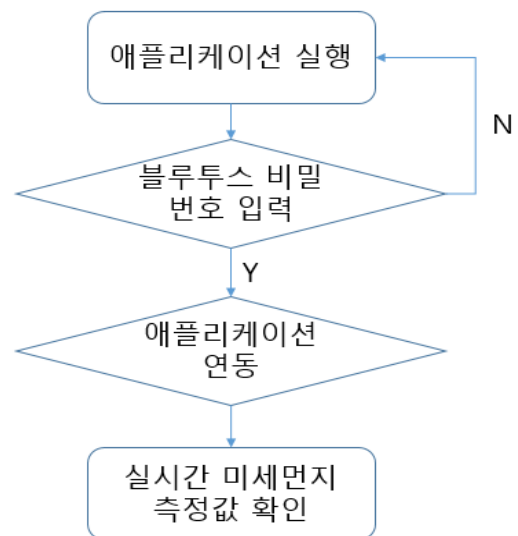 애플리케이션 실행
N
블루투스 비밀
번호 입력
Y
애플리케이션
연동
실시간 미세먼지
측정값 확인